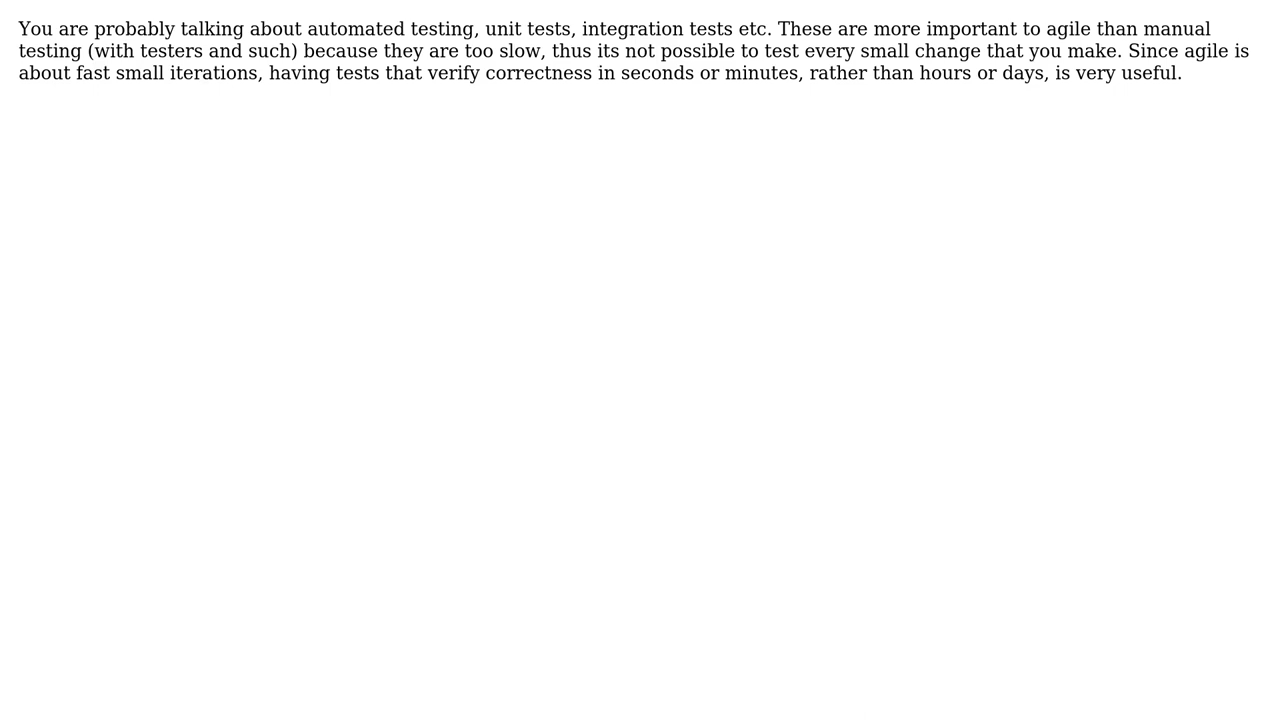 You are probably talking about automated testing, unit tests, integration tests etc. These are more important to agile than manual
testing (with testers and such) because they are too slow, thus its not possible to test every small change that you make. Since agile is
about fast small iterations, having tests that verify correctness in seconds or minutes, rather than hours or days, is very useful.